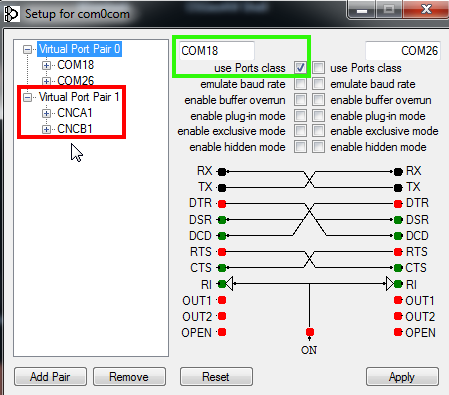 Setup for com0com
Virtual Port Pair 0
COM18
COM26
Virtual Port Pair 1
CNCA1
CNCB1
COM18 COM26
use Ports class use Ports class
emulate baud rate emulate baud rate
enable buffer overrun enable buffer overrun
enable plug-in mode enable plug-in mode
enable exclusive mode enable exclusive mode
enable hidden mode enable hidden mode
RX RX
TX TX
DTR DTR
DSR DSR
DCD DCD
RTS RTS
CTS CTS
RI RI
OUT1 OUT1
OUT2 OUT2
OPEN OPEN
ON
Add Pair Remove Reset Apply